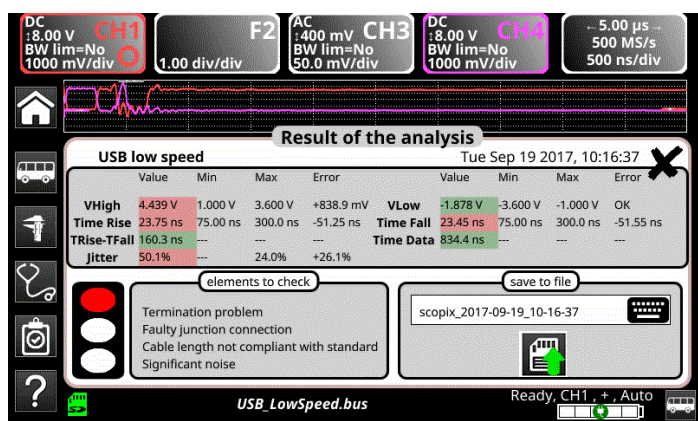 DC
↕8.00 V CH1
BW lim=No
1000 mV/div
F2
1.00 div/div
AC
↕400 mV CH3
BW lim=No
50.0 mV/div
DC
↕8.00 V CH4
BW lim=No
1000 mV/div
←5.00 µs→
500 MS/s
500 ns/div
Result of the analysis
USB low speed Tue Sep 19 2017, 10:16:37
Value Min Max Error Value Min Max Error
VHigh 4.439 V 1.000 V 3.600 V +838.9 mV VLow -1.878 V -3.600 V -1.000 V OK
Time Rise 23.75 ns 75.00 ns 300.0 ns -51.25 ns Time Fall 23.45 ns 75.00 ns 300.0 ns -51.55 ns
TRise-TFall 160.3 ns --- --- --- Time Data 834.4 ns --- --- ---
Jitter 50.1% --- 24.0% +26.1%
elements to check
Termination problem
Faulty junction connection
Cable length not compliant with standard
Significant noise
save to file
scopix_2017-09-19_10-16-37
?
SD
USB_LowSpeed.bus
Ready, CH1 , + , Auto